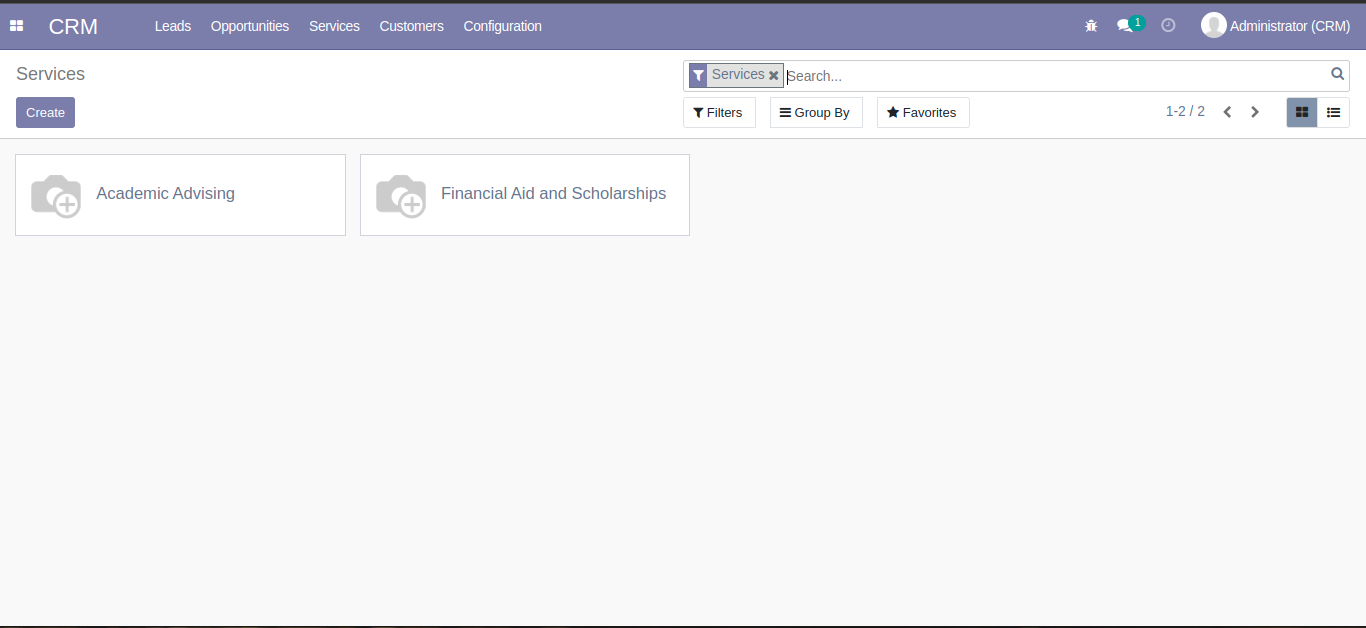 CRM Leads Opportunities Services Customers Configuration 1 Administrator (CRM)
Services
Services Search...
Create
Filters Group By Favorites 1-2 / 2
Academic Advising
Financial Aid and Scholarships